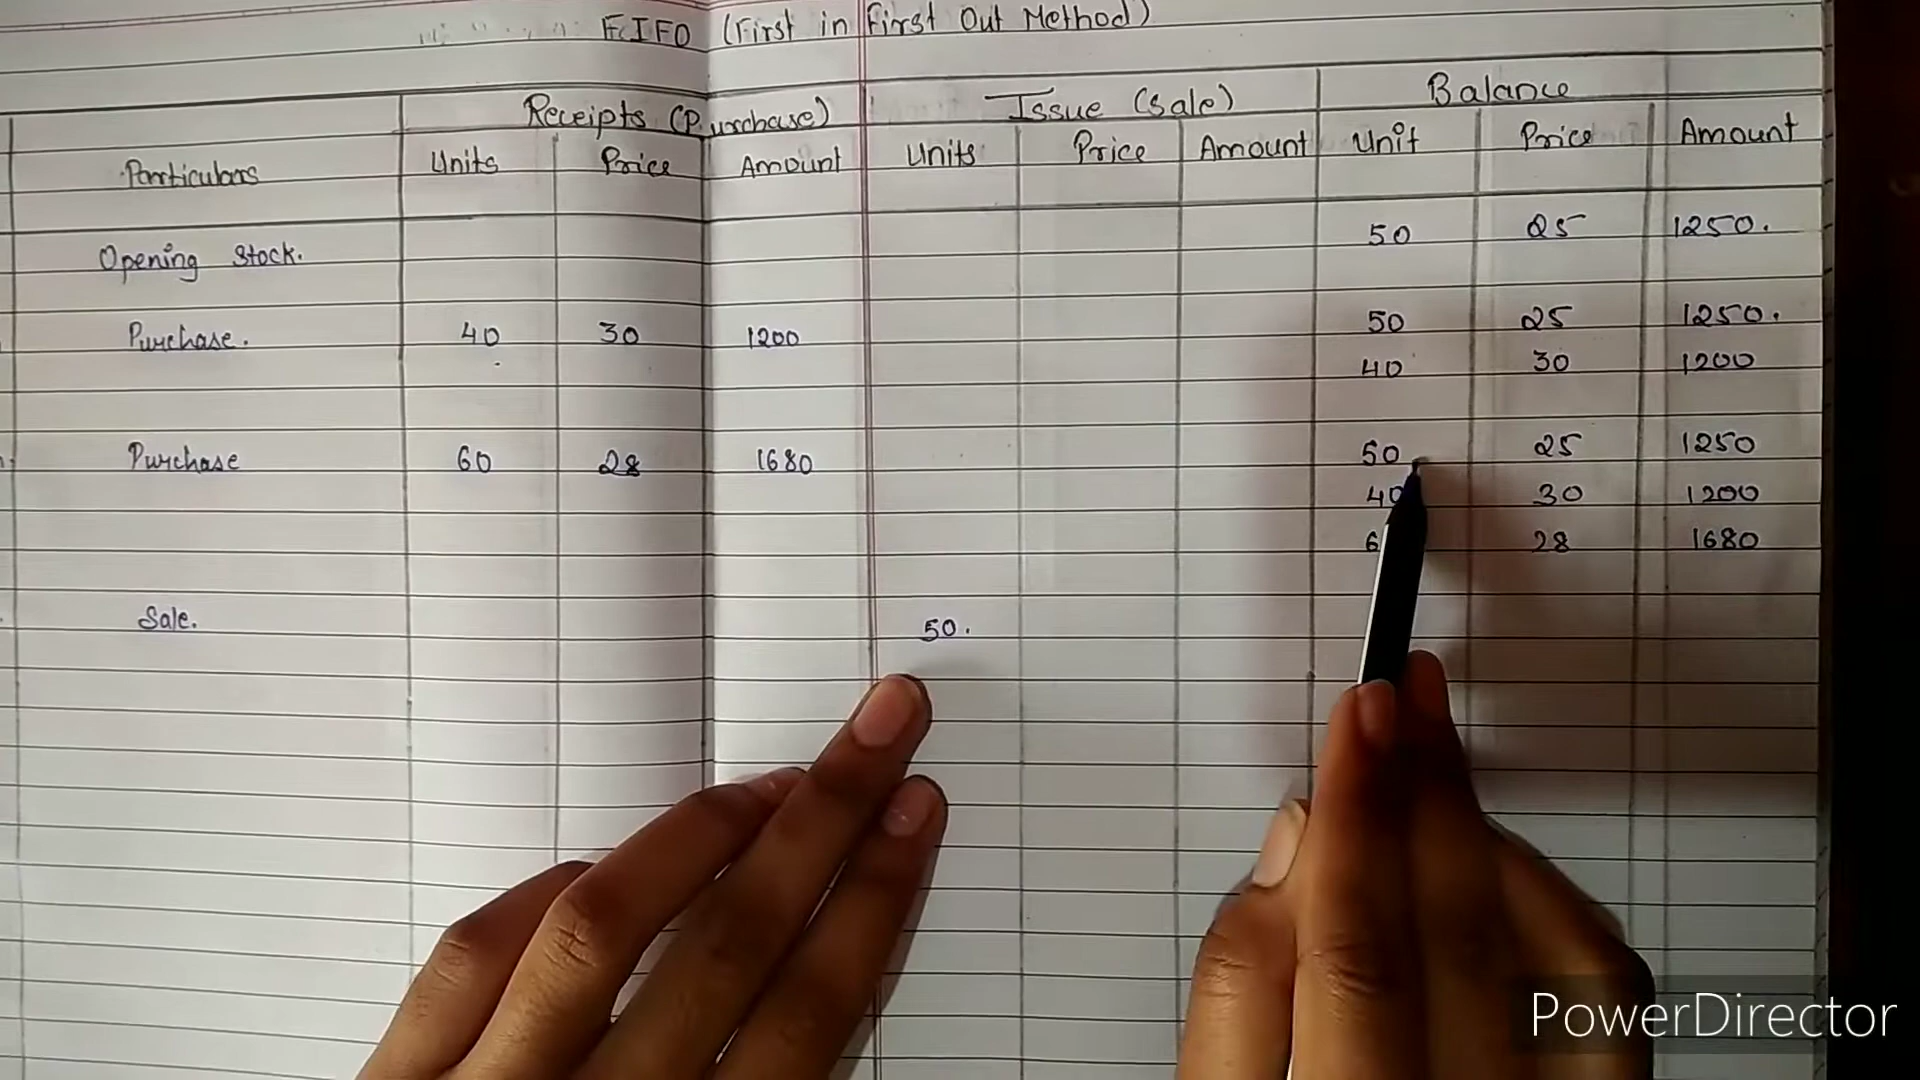 FIFO (First in First Out Method)
Receipts (Purchase) Issue (Sale) Balance
Particulars Units Price Amount Units Price Amount Unit Price Amount
Opening Stock. 50 25 1250.
Purchase. 40 30 1200 50 25 1250.
40 30 1200
Purchase 60 28 1680 50 25 1250
40 30 1200
6 28 1680
Sale. 50.
PowerDirector